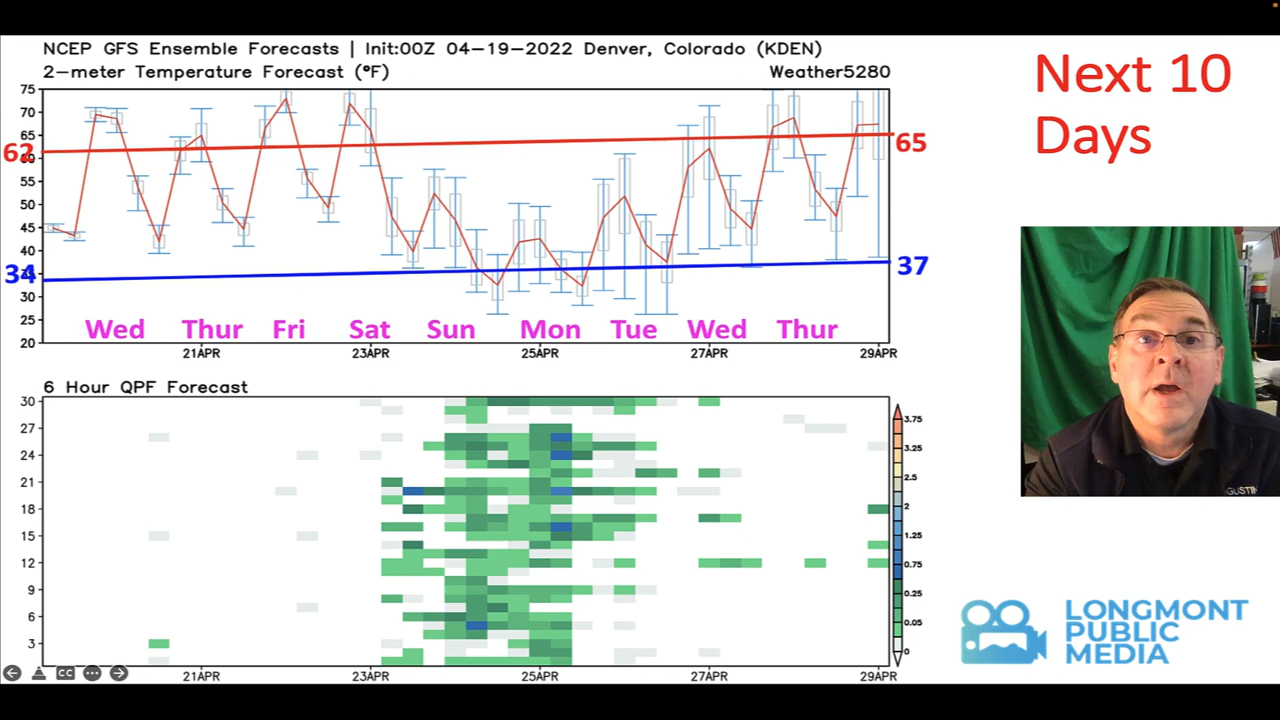 NCEP GFS Ensemble Forecasts | Init:00Z 04-19-2022 Denver, Colorado (KDEN)
2-meter Temperature Forecast (°F)
Weather5280
Next 10
Days
75
70
65
60
55
50
45
40
35
30
25
20
62
34
65
37
Wed Thur Fri Sat Sun Mon Tue Wed Thur
21APR 23APR 25APR 27APR 29APR
6 Hour QPF Forecast
30
27
24
21
18
15
12
9
6
3
3.75
3.25
2.5
2
1.25
0.75
0.25
0.05
0
21APR 23APR 25APR 27APR 29APR
CC
GUSTIN
LONGMONT
PUBLIC
MEDIA